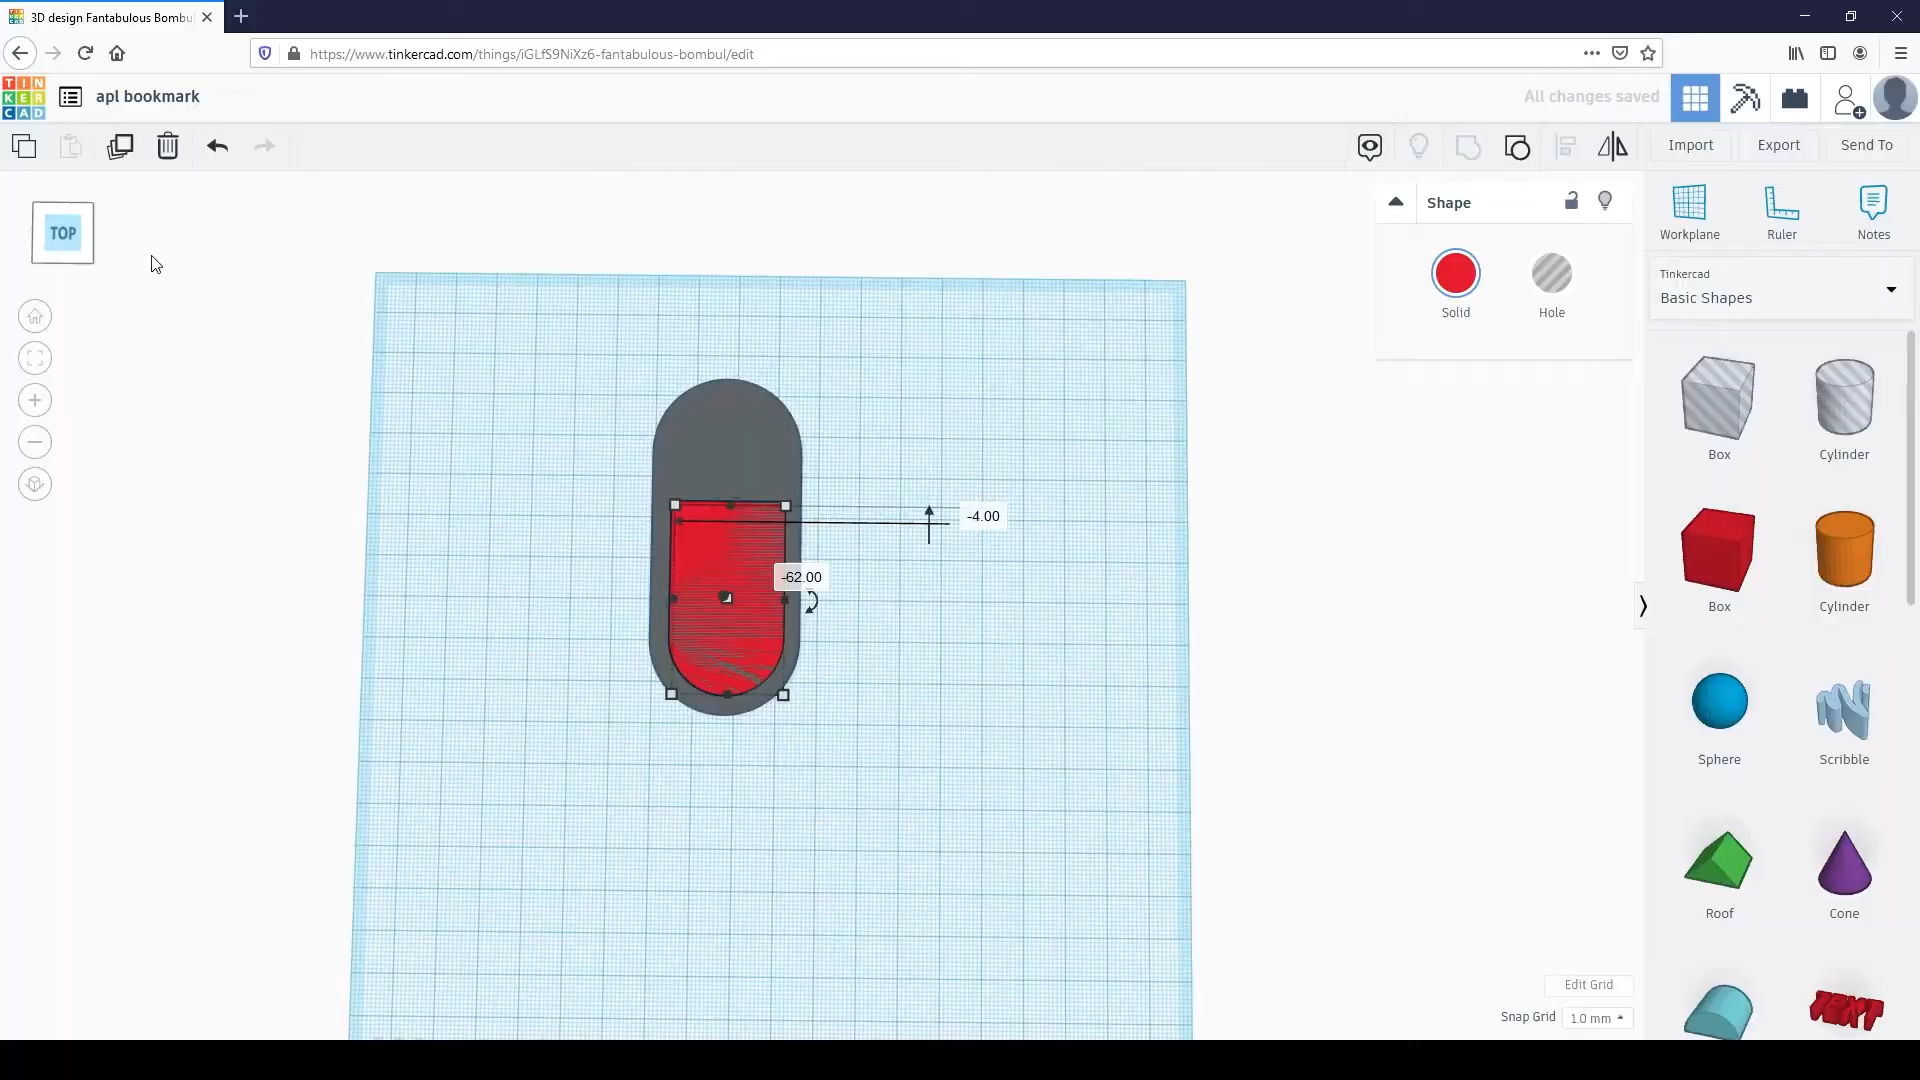 3D design Fantabulous Bombu
https://www.tinkercad.com/things/iGLfS9NiXz6-fantabulous-bombul/edit
TIN
KER
CAD
apl bookmark
All changes saved
Import
Export
Send To
TOP
Shape
Solid
Hole
Workplane
Ruler
Notes
Tinkercad
Basic Shapes
Box
Cylinder
-4.00
-62.00
Box
Cylinder
Sphere
Scribble
Roof
Cone
TEXT
Edit Grid
Snap Grid
1.0 mm